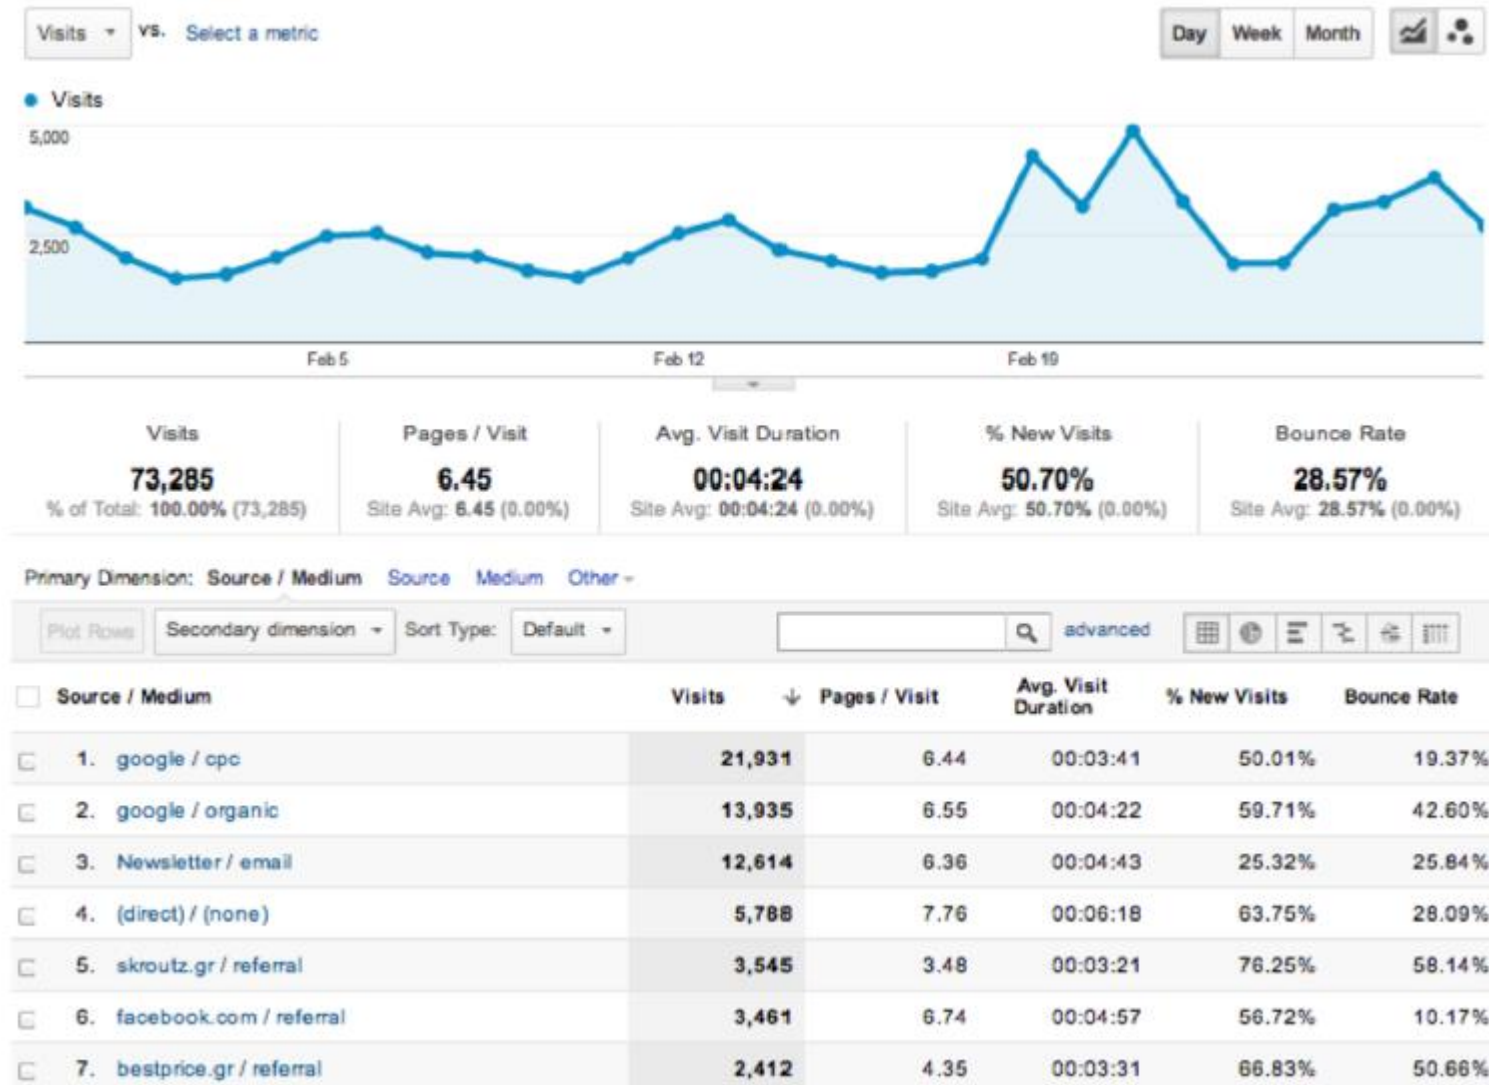 Visits vs. Select a metric Day Week Month
Visits
5,000
2,500
Feb 5 Feb 12 Feb 19
Visits Pages / Visit Avg. Visit Duration % New Visits Bounce Rate
73,285 6.45 00:04:24 50.70% 28.57%
% of Total: 100.00% (73,285) Site Avg: 6.45 (0.00%) Site Avg: 00:04:24 (0.00%) Site Avg: 50.70% (0.00%) Site Avg: 28.57% (0.00%)
Primary Dimension: Source / Medium Source Medium Other
Plot Rows Secondary dimension Sort Type: Default advanced
Source / Medium Visits Pages / Visit Avg. Visit Duration % New Visits Bounce Rate
1. google / cpc 21,931 6.44 00:03:41 50.01% 19.37%
2. google / organic 13,935 6.55 00:04:22 59.71% 42.60%
3. Newsletter / email 12,614 6.36 00:04:43 25.32% 25.84%
4. (direct) / (none) 5,788 7.76 00:06:18 63.75% 28.09%
5. skroutz.gr / referral 3,545 3.48 00:03:21 76.25% 58.14%
6. facebook.com / referral 3,461 6.74 00:04:57 56.72% 10.17%
7. bestprice.gr / referral 2,412 4.35 00:03:31 66.83% 50.66%